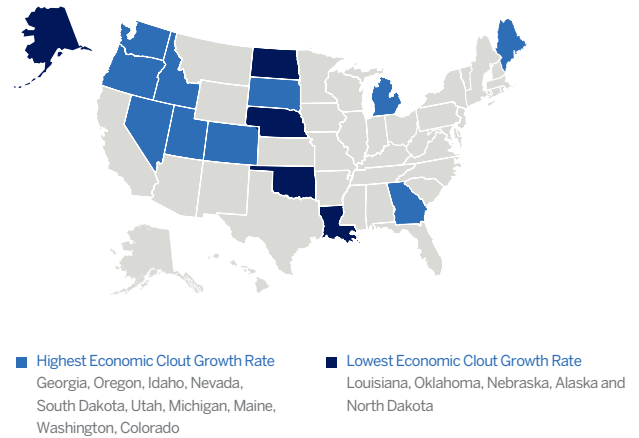 Highest Economic Clout Growth Rate
Georgia, Oregon, Idaho, Nevada,
South Dakota, Utah, Michigan, Maine,
Washington, Colorado
Lowest Economic Clout Growth Rate
Louisiana, Oklahoma, Nebraska, Alaska and
North Dakota